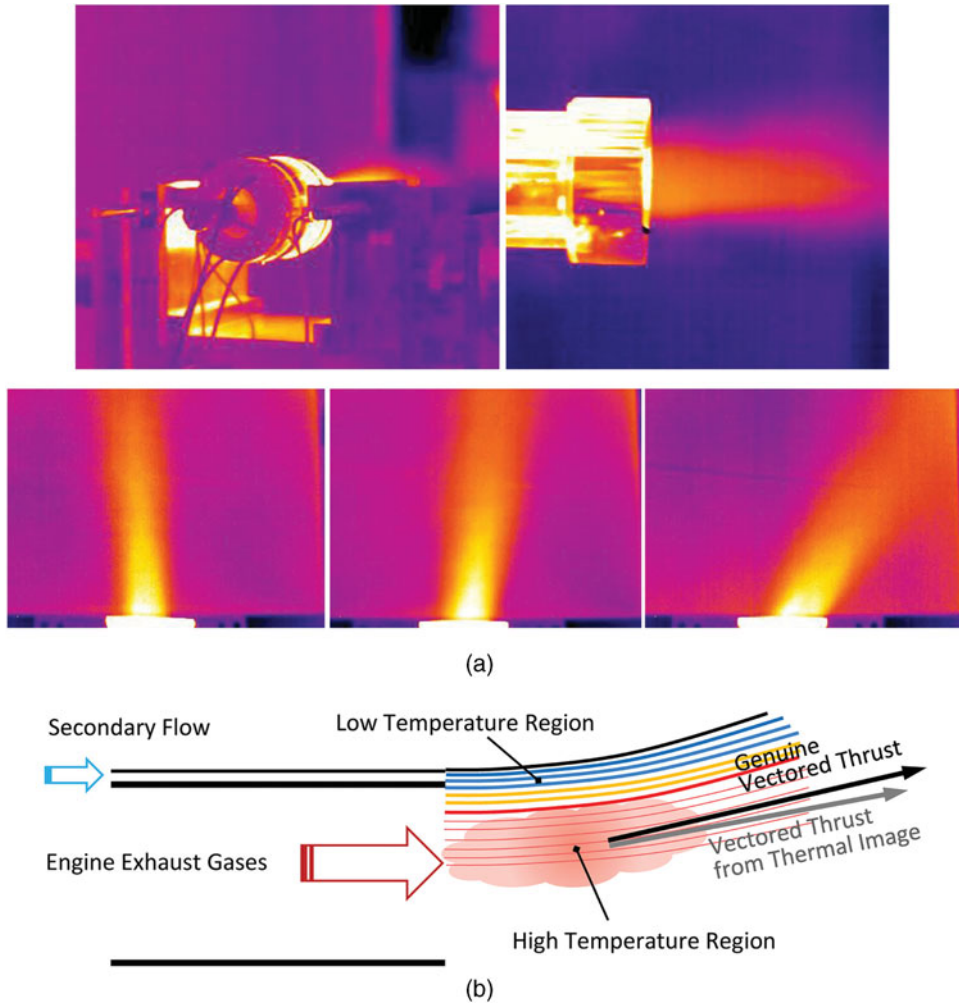 (a)
Secondary Flow
Low Temperature Region
Genuine
Vectored Thrust
Vectored Thrust
from Thermal Image
Engine Exhaust Gases
High Temperature Region
(b)